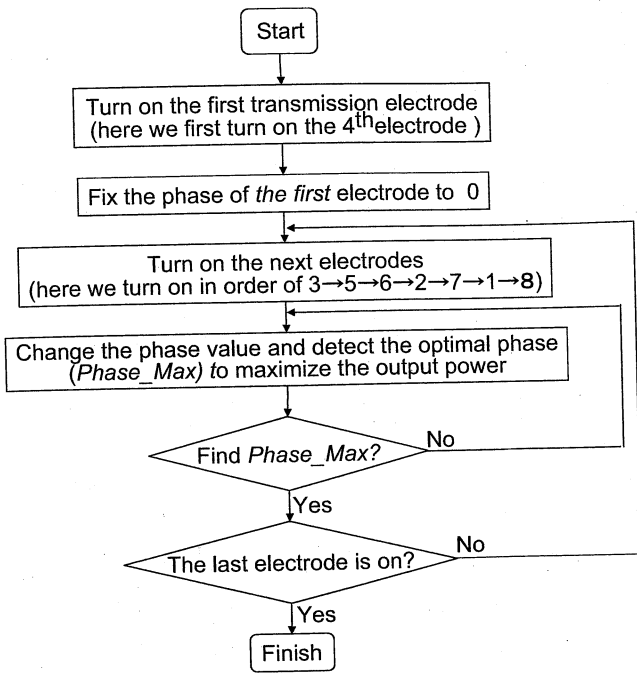 Start
Turn on the first transmission electrode
(here we first turn on the 4th electrode )
Fix the phase of the first electrode to 0
Turn on the next electrodes
(here we turn on in order of 3→5→6→2→7→1→8)
Change the phase value and detect the optimal phase
(Phase_Max) to maximize the output power
Find Phase_Max?
No
Yes
The last electrode is on?
No
Yes
Finish